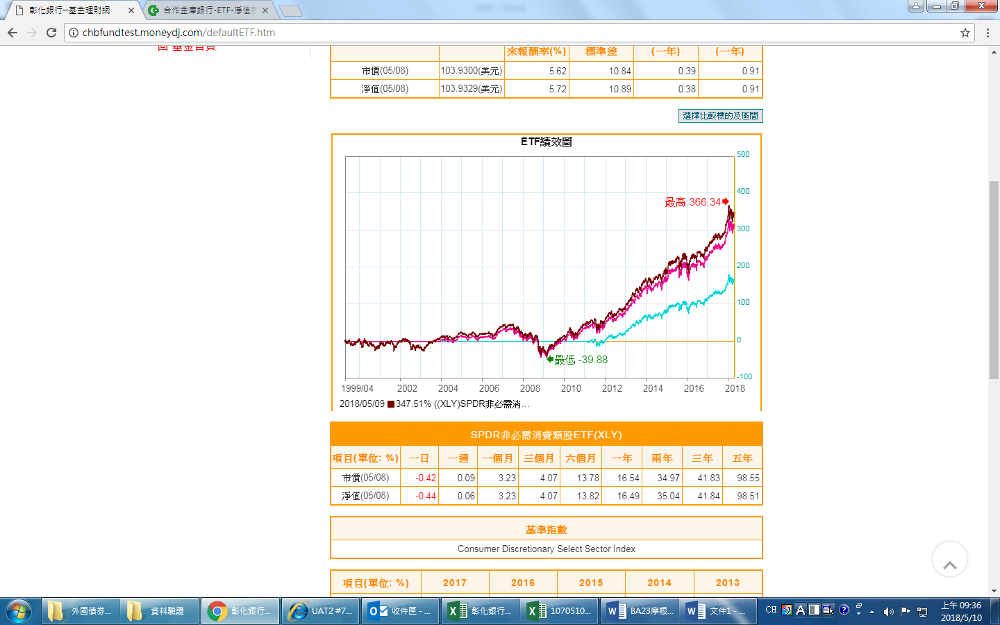 彰化銀行─基金理財網
合作金庫銀行-ETF-淨值表
chbfundtest.moneydj.com/defaultETF.htm
回 基金首頁
來報酬率(%) 標準差 (一年) (一年)
市價(05/08) 103.9300(美元) 5.62 10.84 0.39 0.91
淨值(05/08) 103.9329(美元) 5.72 10.89 0.38 0.91
選擇比較標的及區間
ETF績效圖
500
400
最高 366.34
300
200
100
0
最低 -39.88
-100
1999/04 2002 2004 2006 2008 2010 2012 2014 2016 2018
2018/05/09 347.51% ((XLY)SPDR非必需消…
SPDR非必需消費類股ETF(XLY)
項目(單位: %) 一日 一週 一個月 三個月 六個月 一年 兩年 三年 五年
市價(05/08) -0.42 0.09 3.23 4.07 13.78 16.54 34.97 41.83 98.55
淨值(05/08) -0.44 0.06 3.23 4.07 13.82 16.49 35.04 41.84 98.51
基準指數
Consumer Discretionary Select Sector Index
項目(單位: %) 2017 2016 2015 2014 2013
外國債券... 資料驗證 彰化銀行... UAT2 #7... 收件匣 - ... 彰化銀行... 1070510... BA23摩根... 文件1 - ... CH 上午 09:36
2018/5/10